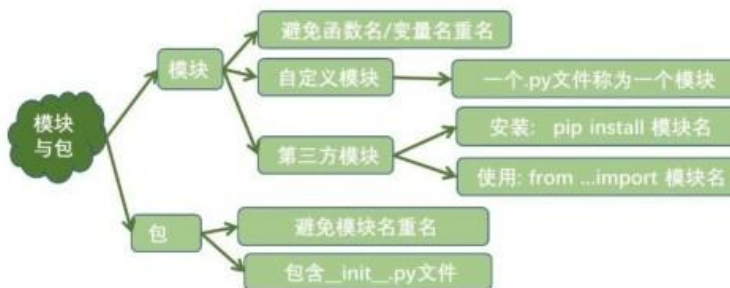 避免函数名/变量名重名
模块
自定义模块
一个.py文件称为一个模块
模块
与包
第三方模块
安装: pip install 模块名
使用: from ...import 模块名
包
避免模块名重名
包含__init__.py文件